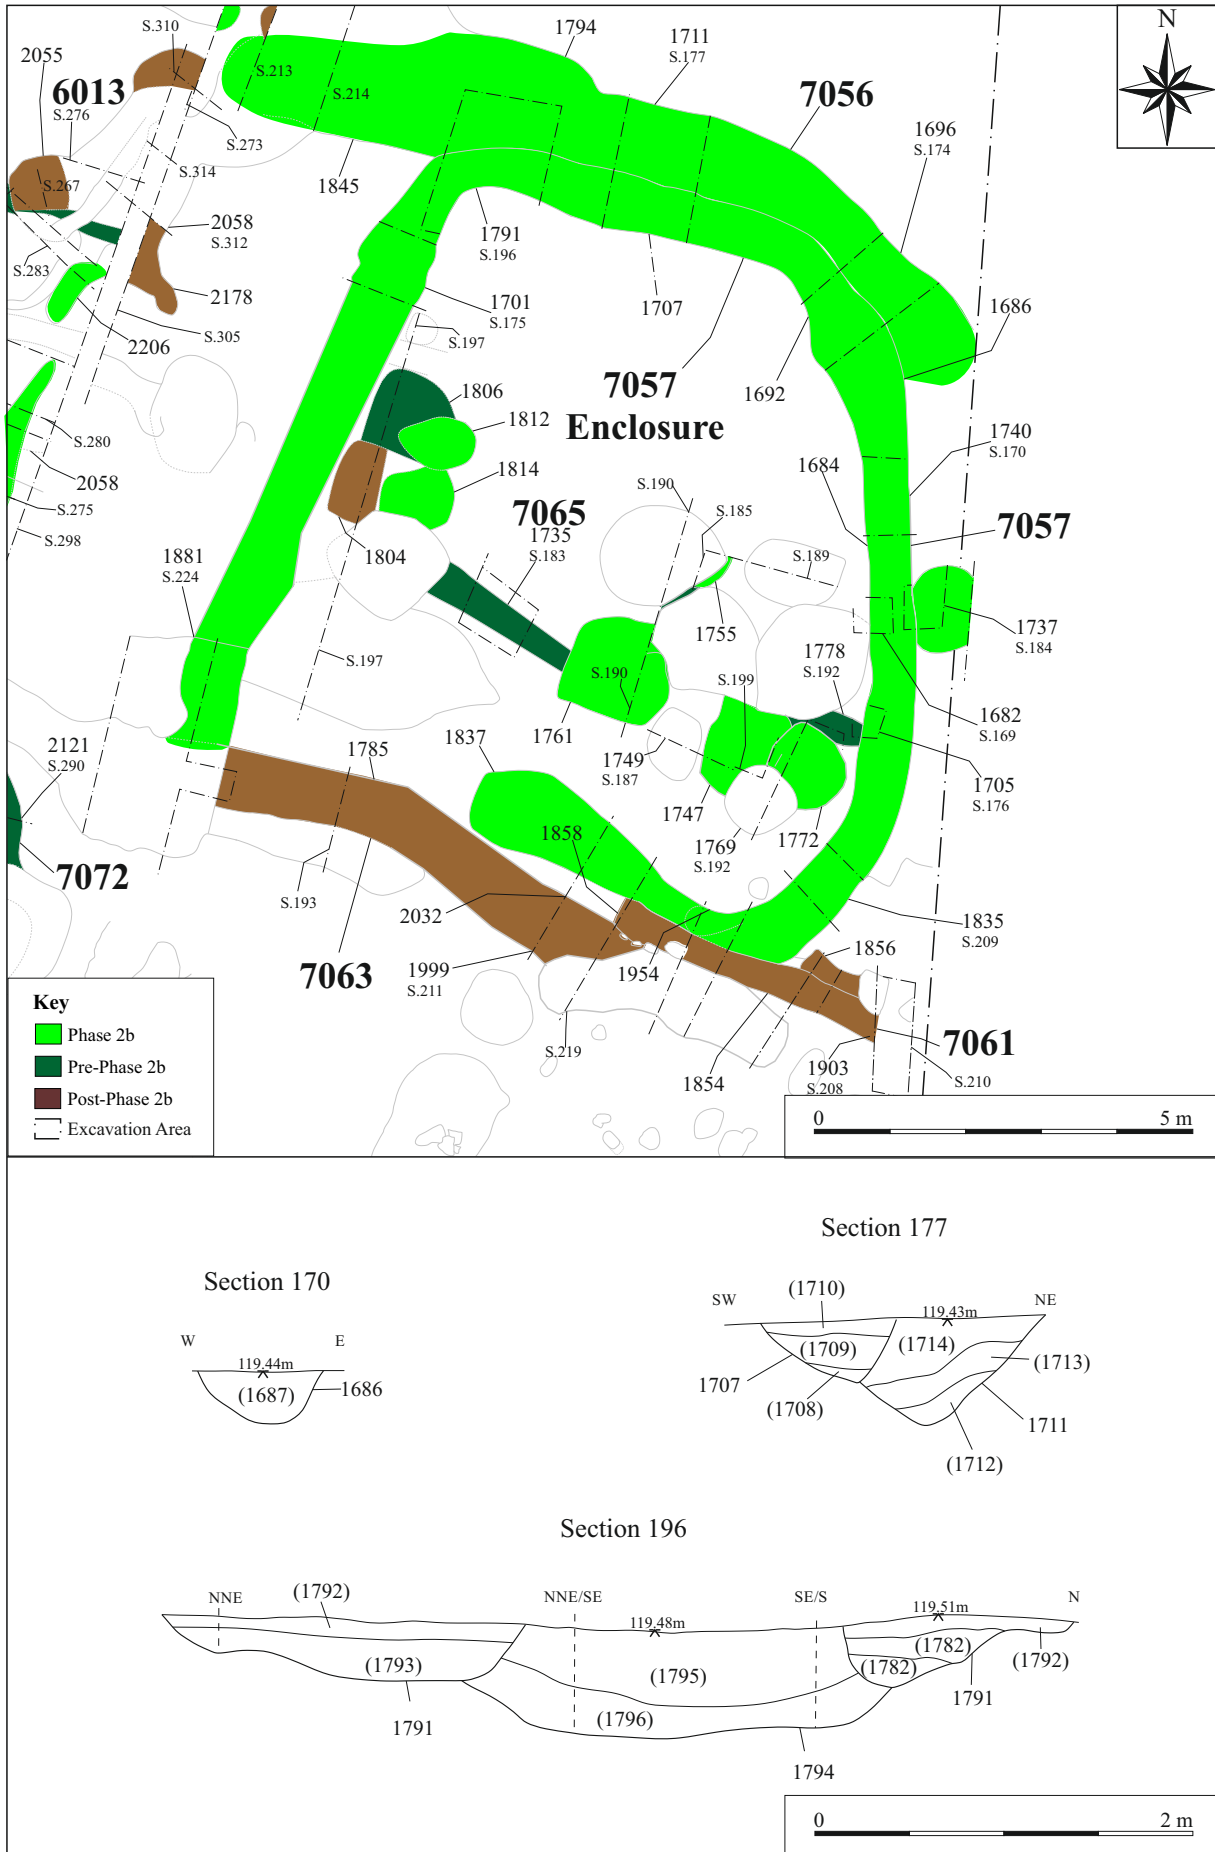 S.310
1794
1711
S.177
N
2055
6013
S.276
S.213
S.214
7056
1696
S.174
S.273
S.314
1845
S.267
2058
S.312
1791
S.196
S.283
2178
1701
S.175
1707
1686
S.305
S.197
2206
7057
Enclosure
1692
1806
1812
S.280
2058
1740
S.170
1684
1814
S.190
S.185
S.275
S.298
7065
1735
S.183
7057
1881
S.224
1804
S.189
1755
1737
S.184
1778
S.192
S.197
S.190
S.199
1682
S.169
2121
S.290
1785
1837
1761
1749
S.187
1705
S.176
1747
1858
1769
S.192
1772
7072
S.193
2032
1835
S.209
1856
7063
1999
S.211
1954
Key
Phase 2b
Pre-Phase 2b
Post-Phase 2b
Excavation Area
S.219
1854
1903
S.208
7061
S.210
0 5 m
Section 177
Section 170
(1710)
SW
119.43m
NE
W
E
119.44m
(1709)
(1714)
(1713)
(1687)
1686
1707
(1708)
1711
(1712)
Section 196
(1792)
NNE
NNE/SE
SE/S
N
119.48m
119.51m
(1793)
(1795)
(1782)
(1782)
(1792)
1791
(1796)
1791
1794
0 2 m